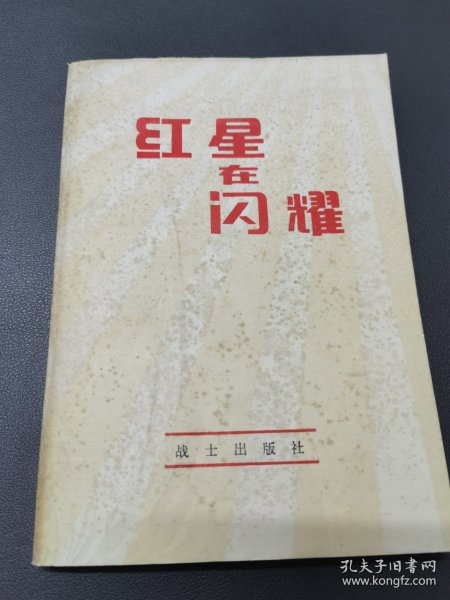 红星
在
闪耀
战士出版社
孔夫子旧书网
www.kongfz.com